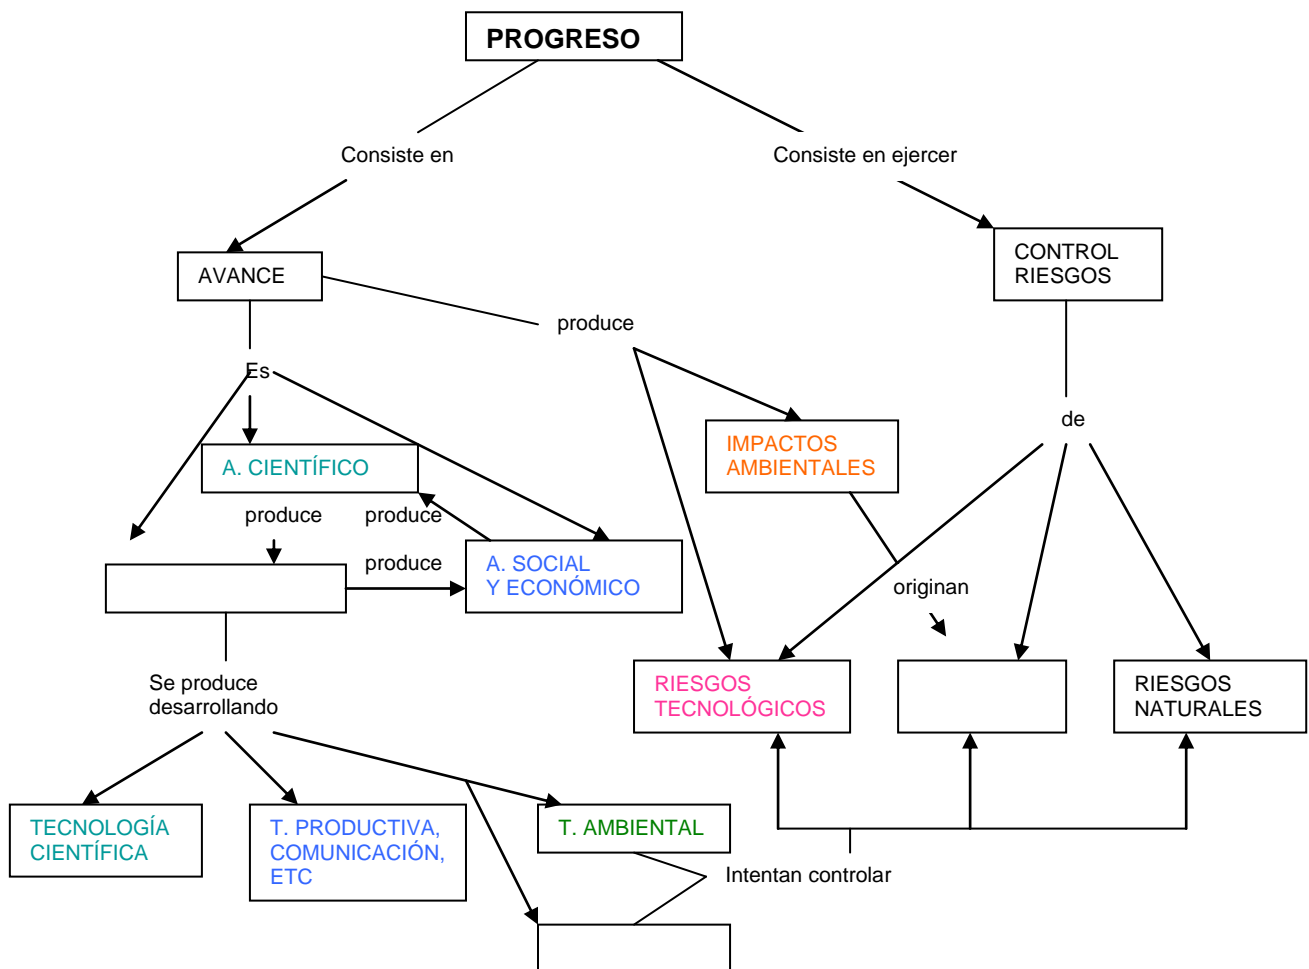 PROGRESO
Consiste en
Consiste en ejercer
AVANCE
CONTROL
RIESGOS
produce
Es
de
IMPACTOS
AMBIENTALES
A. CIENTÍFICO
produce
produce
produce
A. SOCIAL
Y ECONÓMICO
originan
Se produce
desarrollando
RIESGOS
TECNOLÓGICOS
RIESGOS
NATURALES
TECNOLOGÍA
CIENTÍFICA
T. PRODUCTIVA,
COMUNICACIÓN,
ETC
T. AMBIENTAL
Intentan controlar